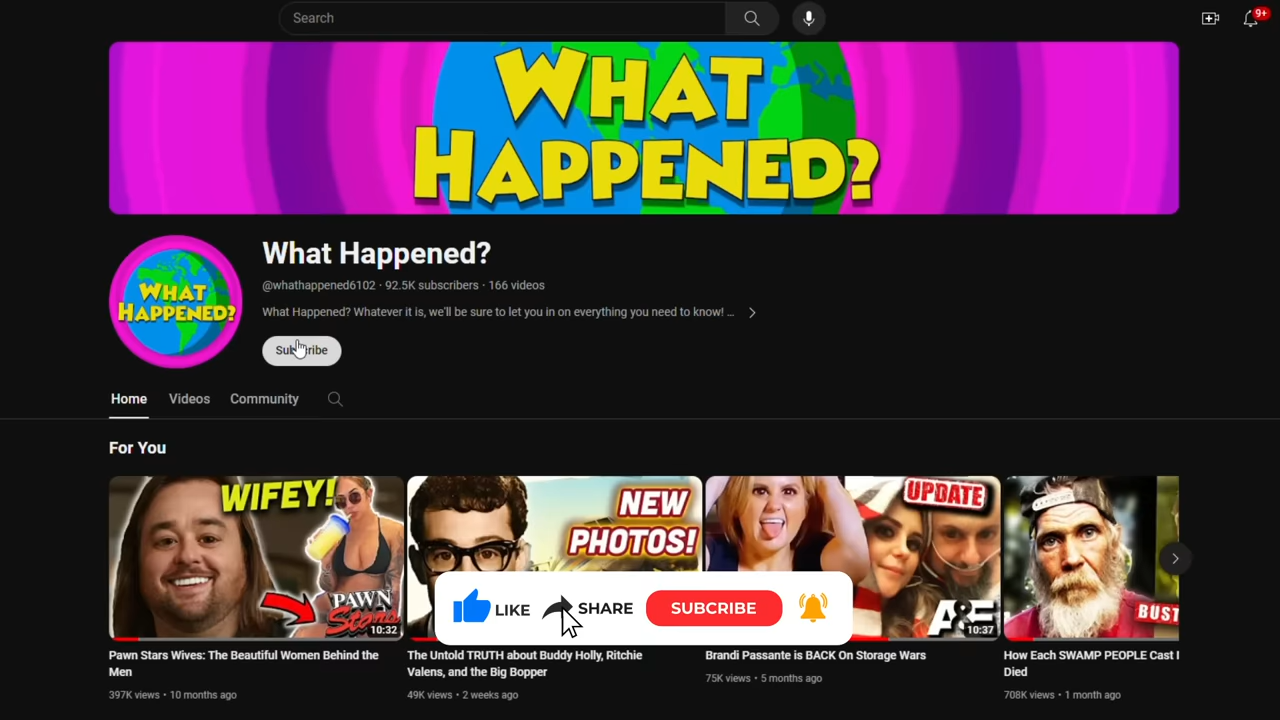 Search
9+
WHAT
HAPPENED?
WHAT
HAPPENED?
What Happened?
@whathappened6102 · 92.5K subscribers · 166 videos
What Happened? Whatever it is, we'll be sure to let you in on everything you need to know! ...
Subscribe
Home Videos Community
For You
WIFEY!
PAWN
Stars
10:32
NEW
PHOTOS!
UPDATE
A&E
10:37
BUST
LIKE SHARE SUBCRIBE
Pawn Stars Wives: The Beautiful Women Behind the
Men
397K views · 10 months ago
The Untold TRUTH about Buddy Holly, Ritchie
Valens, and the Big Bopper
49K views · 2 weeks ago
Brandi Passante is BACK On Storage Wars
75K views · 5 months ago
How Each SWAMP PEOPLE Cast
Died
708K views · 1 month ago